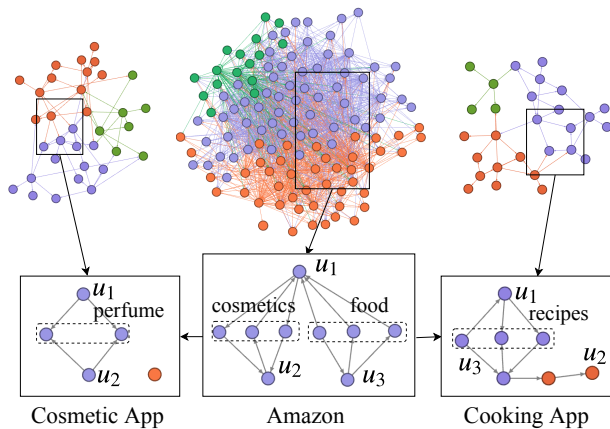 u1
perfume
u2
u1
cosmetics
food
u2
u3
u1
recipes
u3
u2
Cosmetic App
Amazon
Cooking App